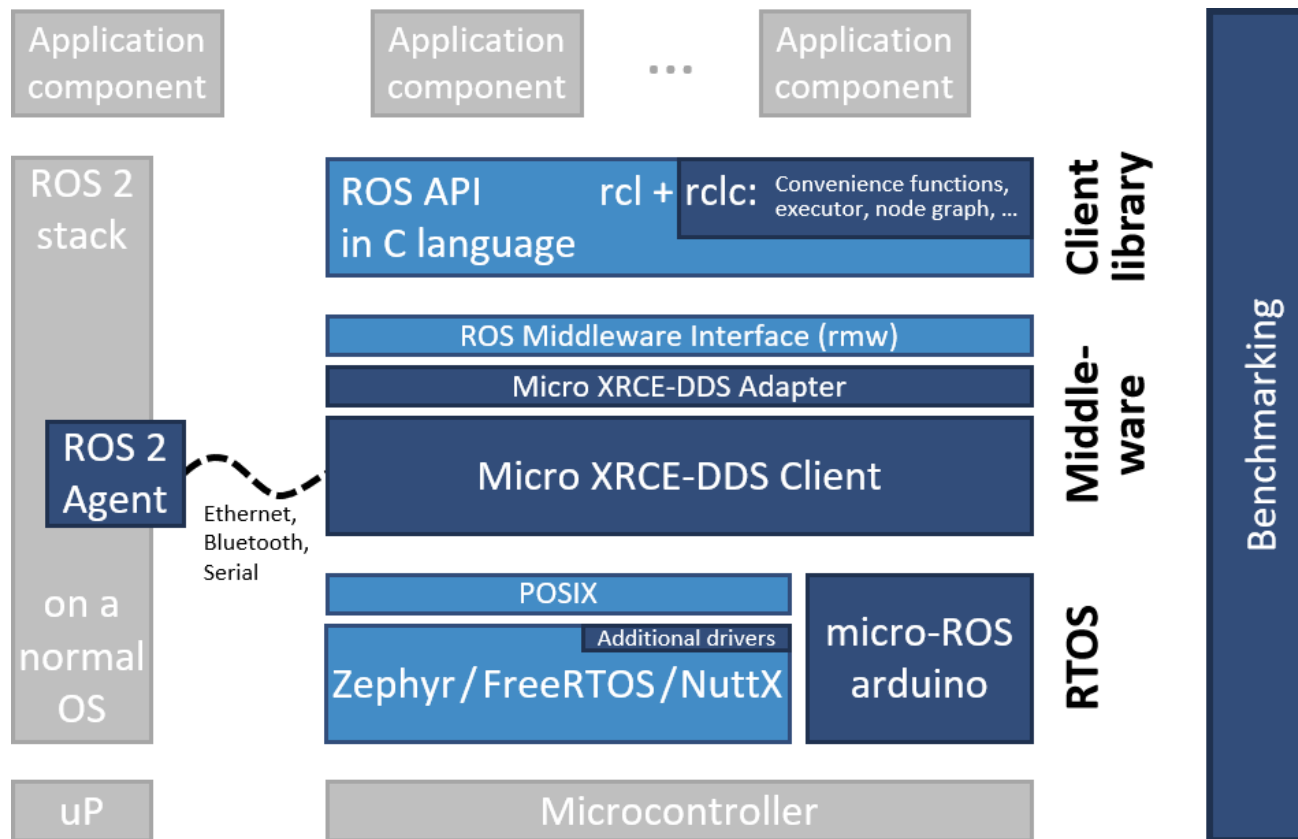 Application
component
Application
component
...
Application
component
ROS 2
stack
on a
normal
OS
ROS 2
Agent
Ethernet,
Bluetooth,
Serial
uP
ROS API
in C language
rcl + rclc:
Convenience functions,
executor, node graph, ...
Client
library
ROS Middleware Interface (rmw)
Micro XRCE-DDS Adapter
Micro XRCE-DDS Client
Middle-
ware
POSIX
Additional drivers
Zephyr / FreeRTOS / NuttX
micro-ROS
arduino
RTOS
Microcontroller
Benchmarking